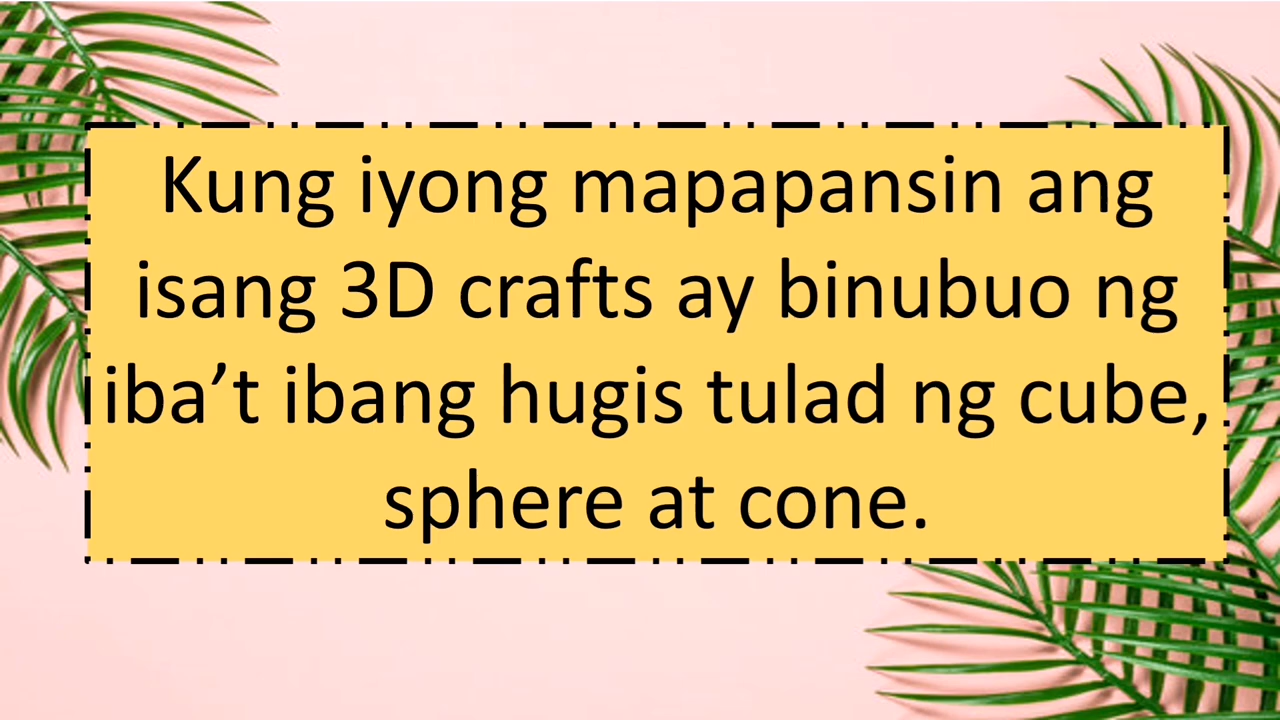 Kung iyong mapapansin ang
isang 3D crafts ay binubuo ng
iba’t ibang hugis tulad ng cube,
sphere at cone.